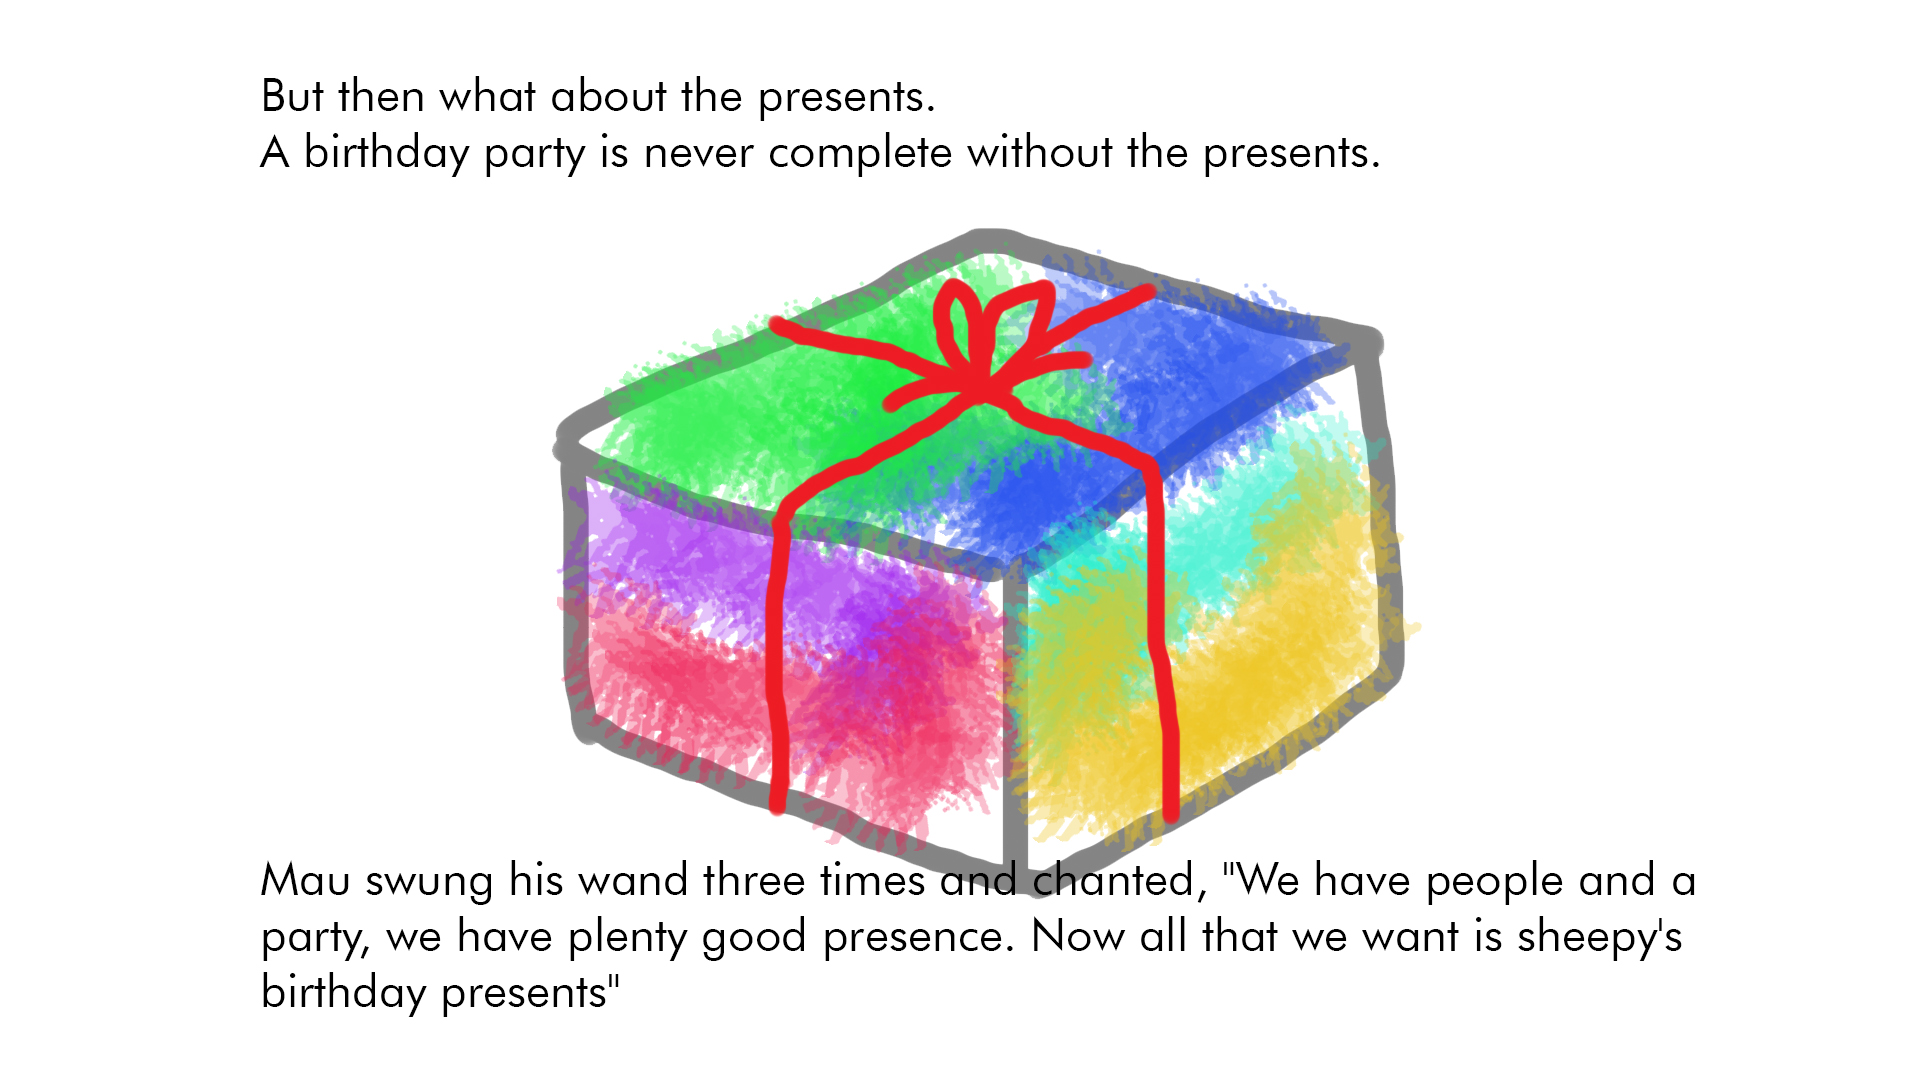 But then what about the presents.
A birthday party is never complete without the presents.
Mau swung his wand three times and chanted, "We have people and a
party, we have plenty good presence. Now all that we want is sheepy's
birthday presents"